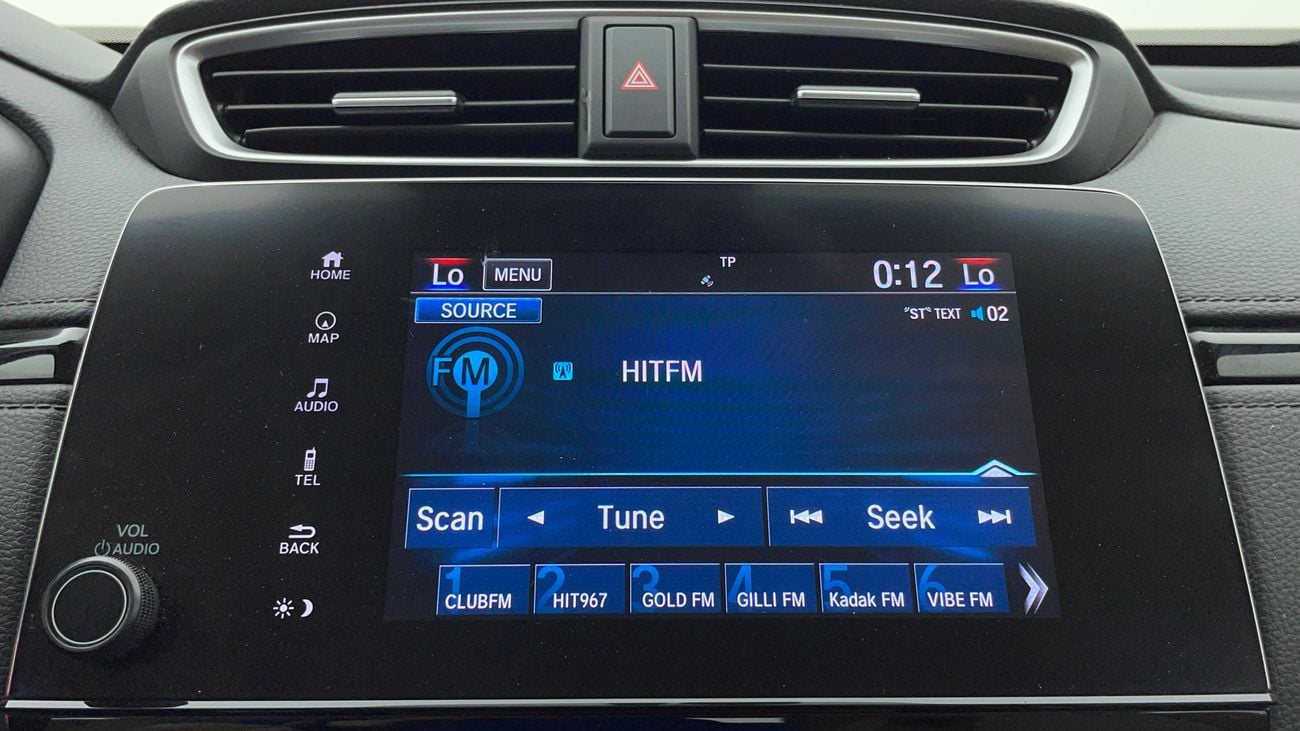 TP
Lo MENU 0:12 Lo
HOME
SOURCE "ST" TEXT 02
MAP
FM HITFM
AUDIO
TEL
Scan Tune Seek
VOL
AUDIO
BACK
1 2 3 4 5 6
CLUBFM HIT967 GOLD FM GILLI FM Kadak FM VIBE FM